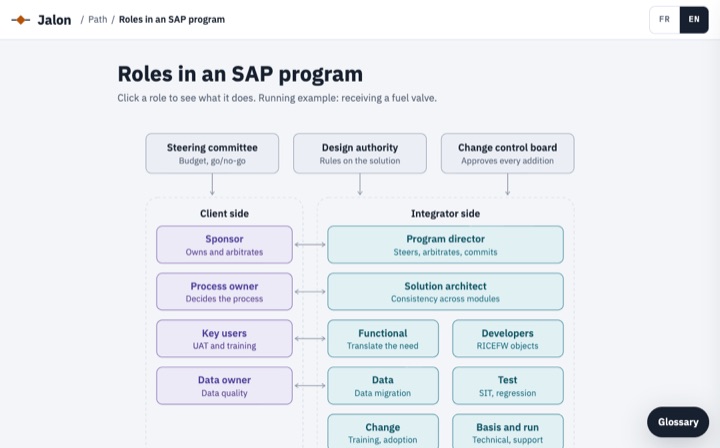 Jalon / Path / Roles in an SAP program
FR EN
Roles in an SAP program
Click a role to see what it does. Running example: receiving a fuel valve.
Steering committee
Budget, go/no-go
Design authority
Rules on the solution
Change control board
Approves every addition
Client side
Integrator side
Sponsor
Owns and arbitrates
Program director
Steers, arbitrates, commits
Process owner
Decides the process
Solution architect
Consistency across modules
Key users
UAT and training
Functional
Translate the need
Developers
RICEFW objects
Data owner
Data quality
Data
Data migration
Test
SIT, regression
Change
Training, adoption
Basis and run
Technical, support
Glossary